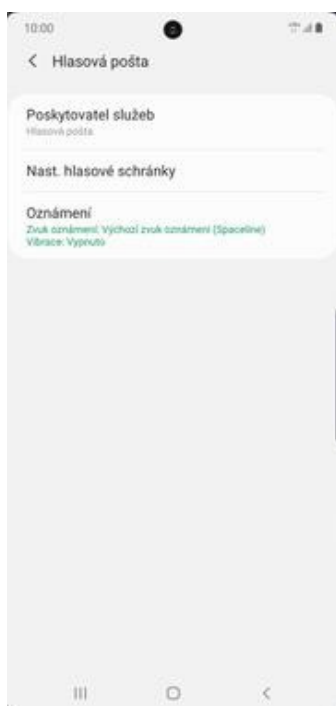 10:00
Hlasová pošta
Poskytovatel služeb
Hlasová pošta
Nast. hlasové schránky
Oznámení
Zvuk oznámení: Výchozí zvuk oznámení (Spaceline)
Vibrace: Vypnuto